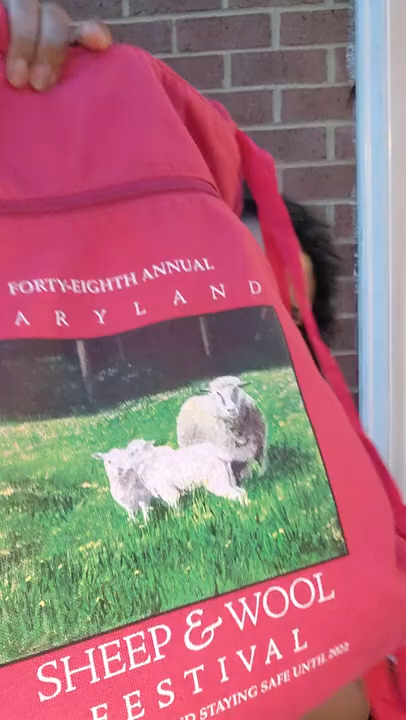 FORTY-EIGHTH ANNUAL
ARYLAND
SHEEP & WOOL
FESTIVAL
STAYING SAFE UNTIL 2022